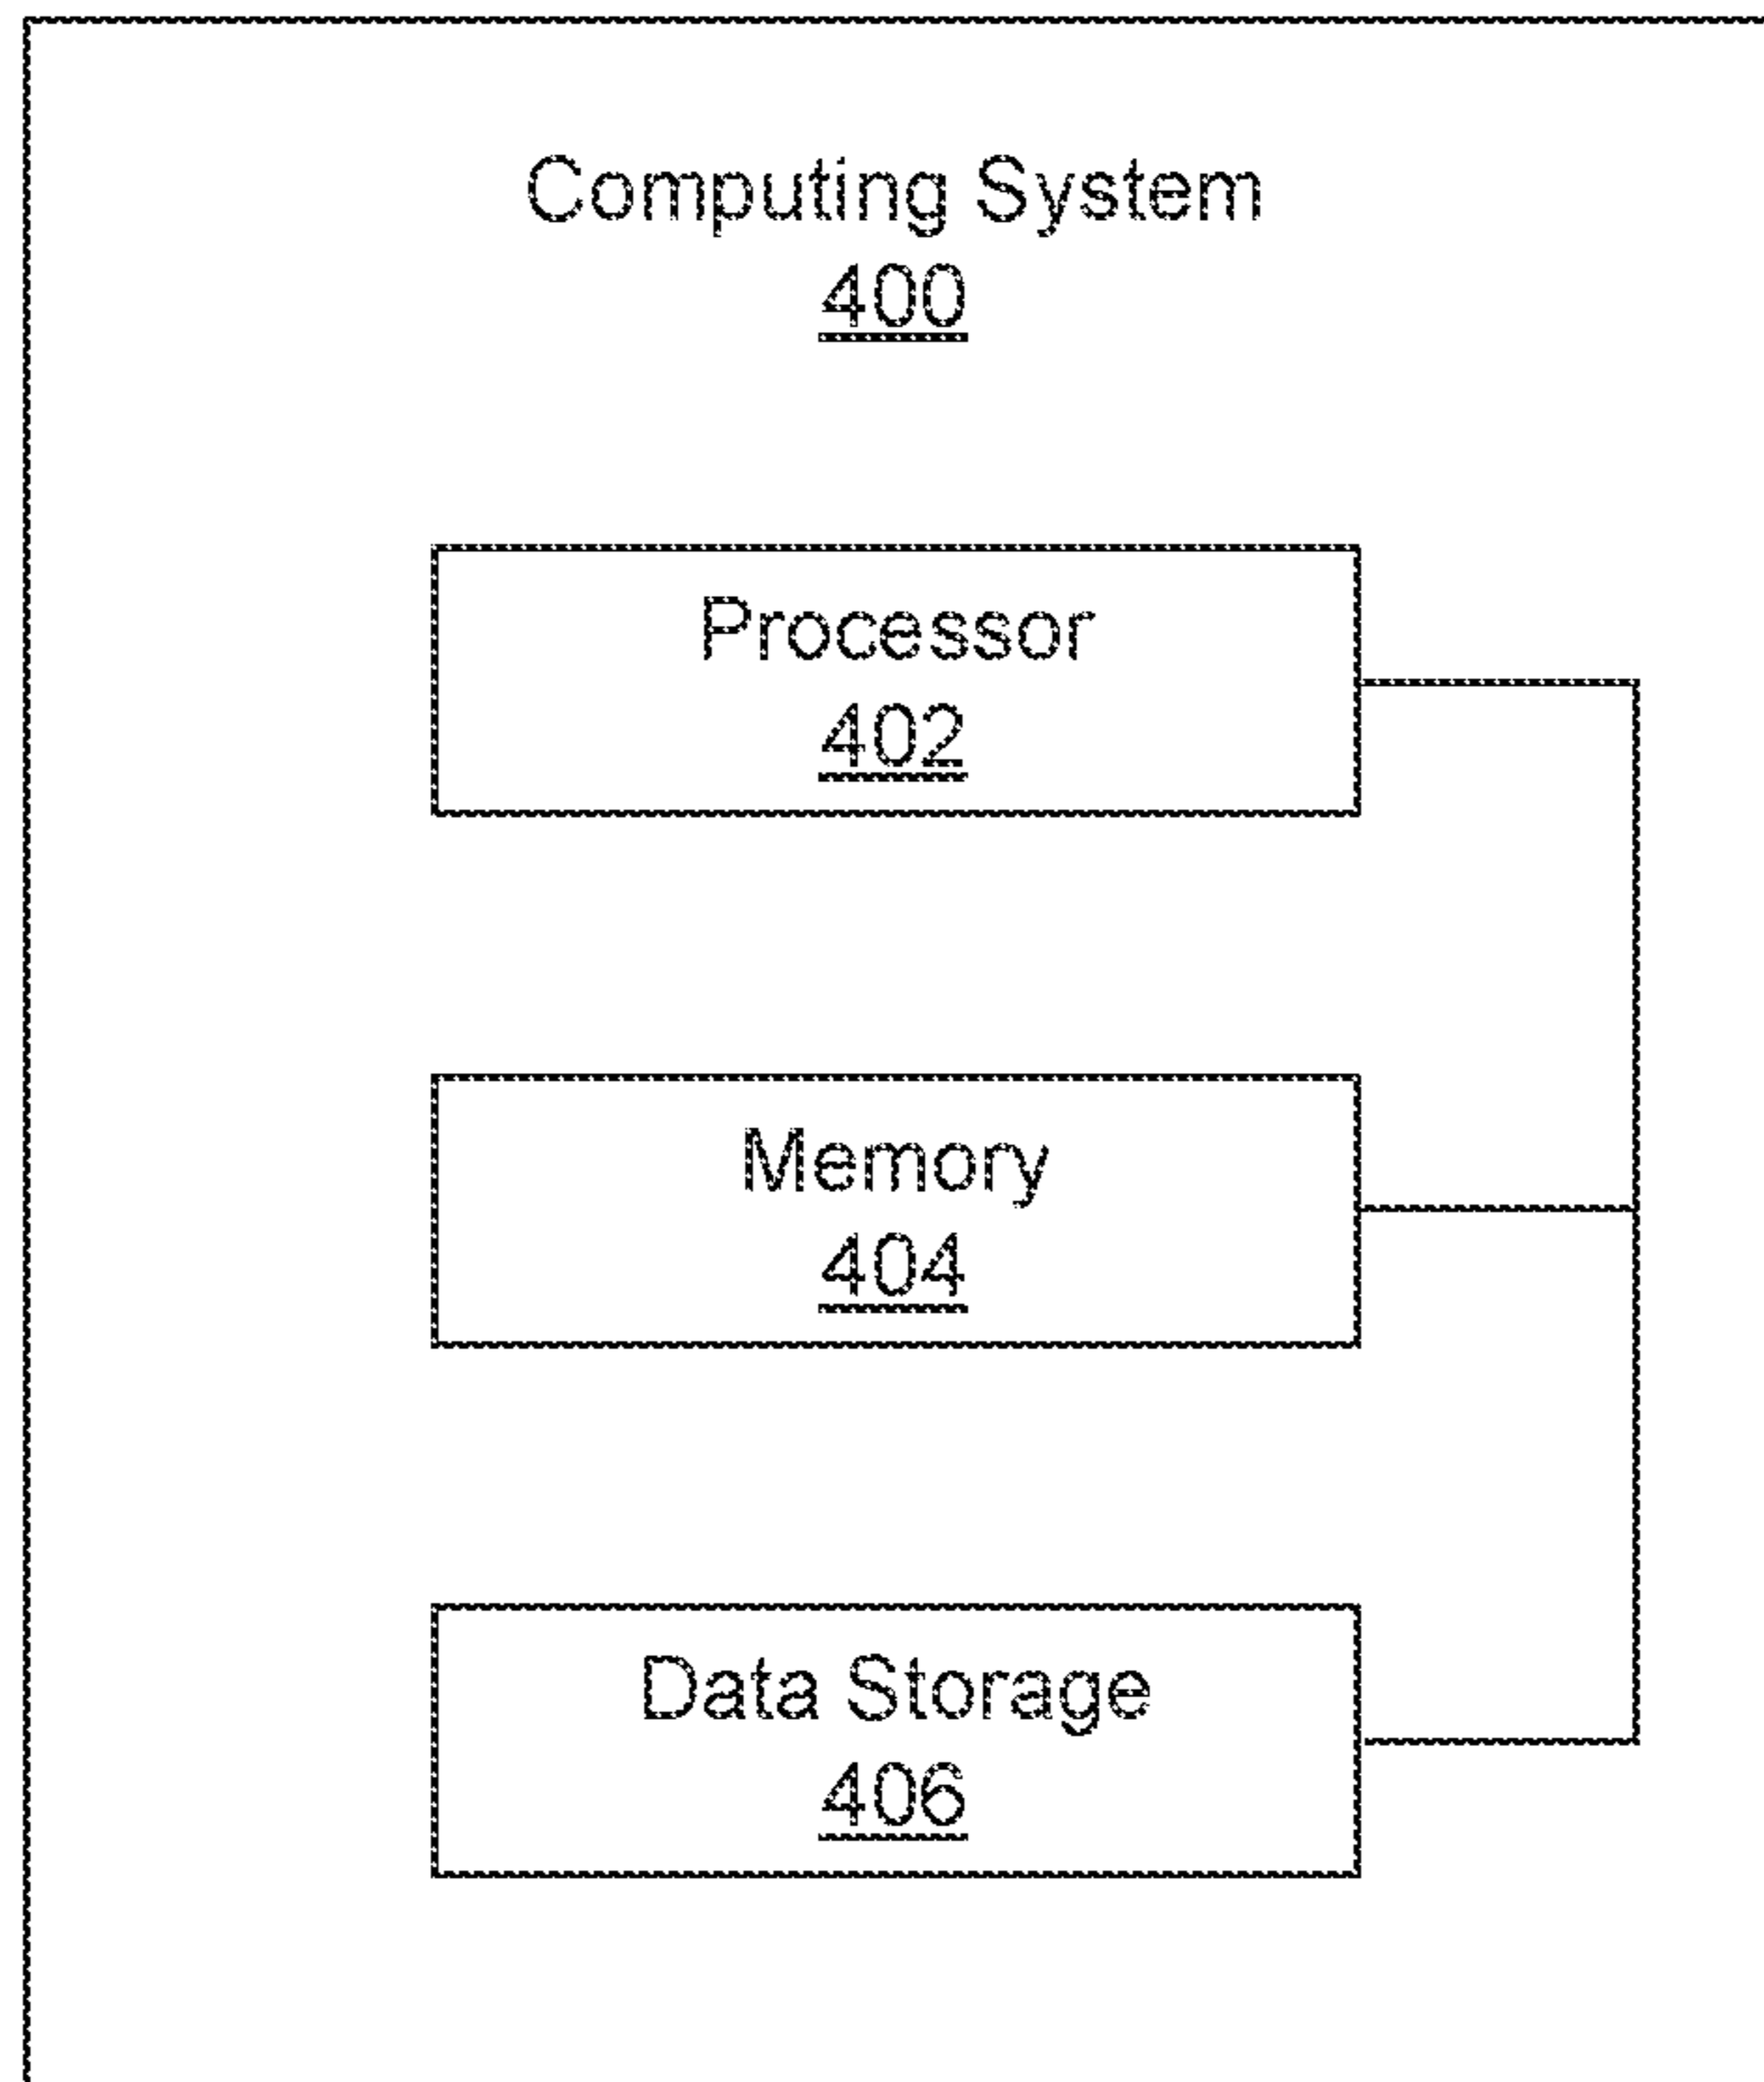 Computing System
400
Processor
402
Memory
404
Data Storage
406